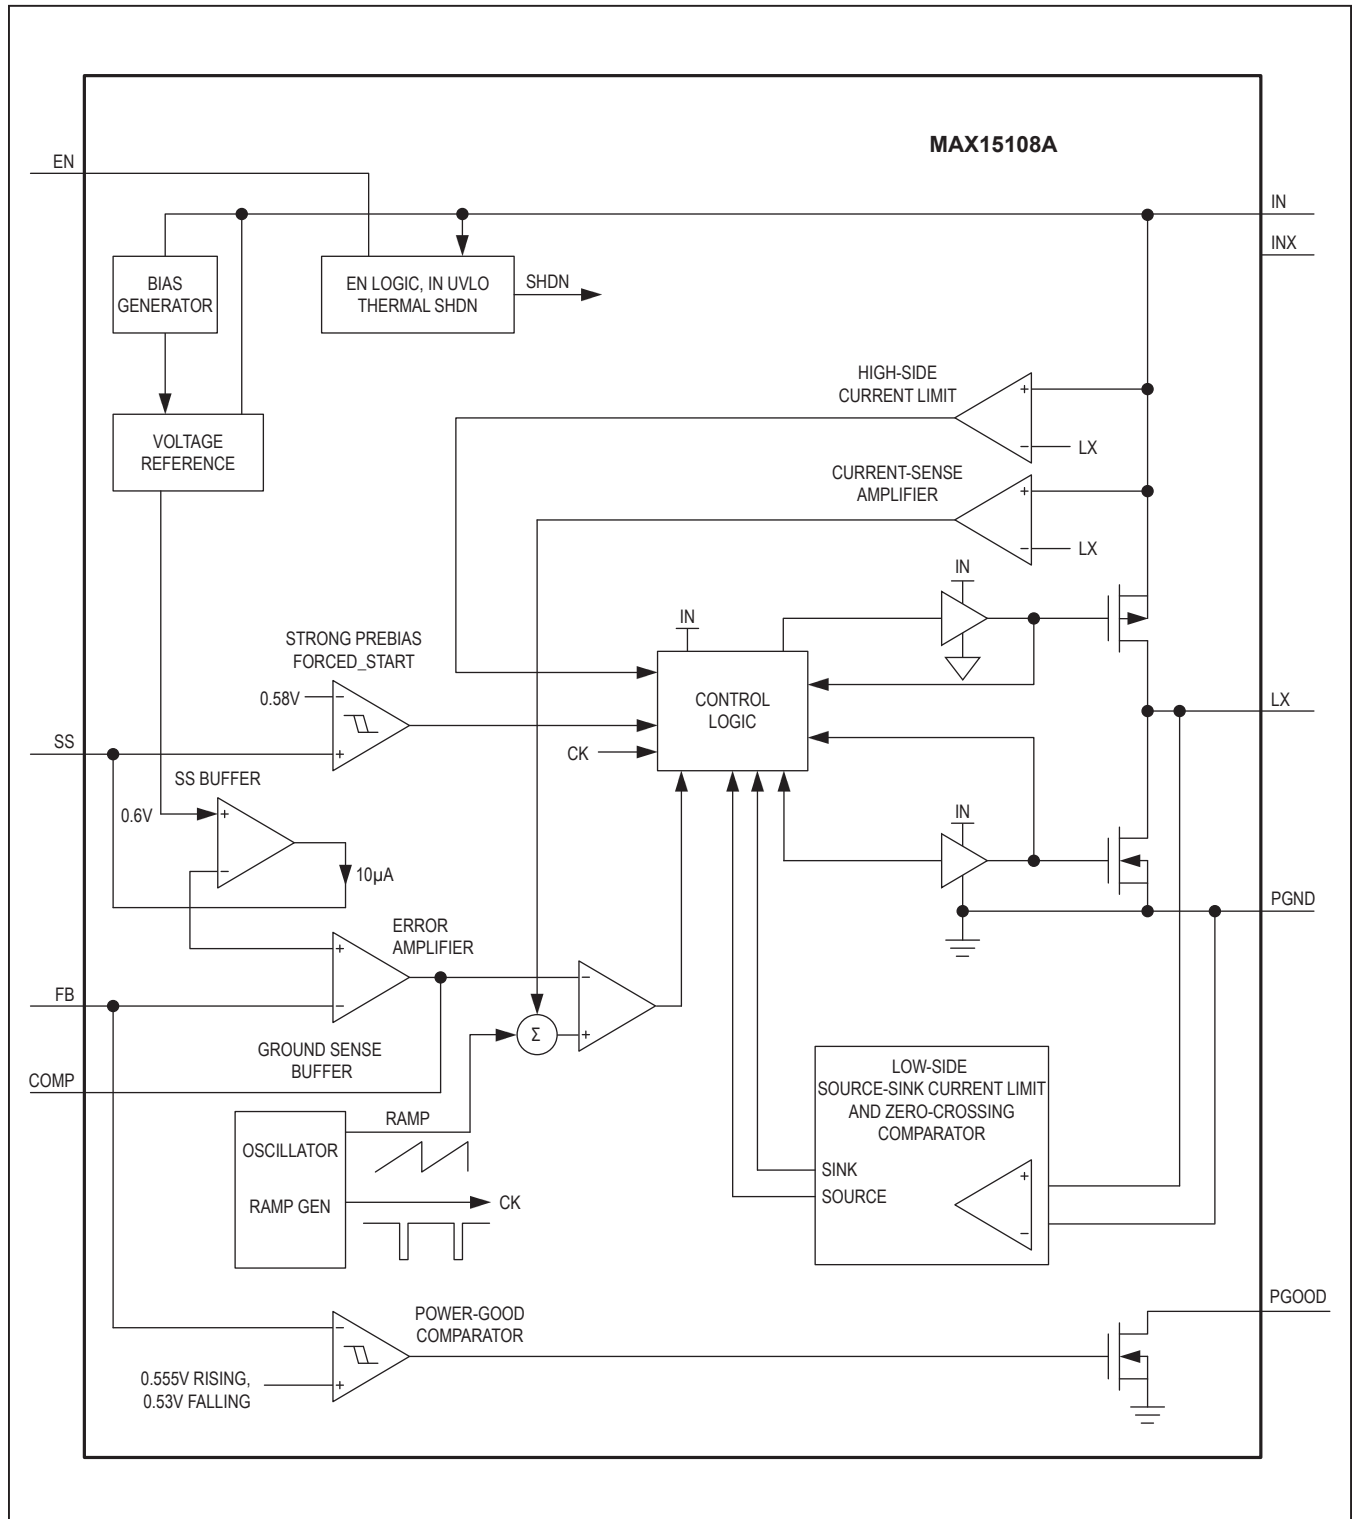 MAX15108A
EN
IN
INX
BIAS
GENERATOR
EN LOGIC, IN UVLO
THERMAL SHDN
SHDN
HIGH-SIDE
CURRENT LIMIT
+
−
LX
VOLTAGE
REFERENCE
CURRENT-SENSE
AMPLIFIER
+
−
LX
IN
IN
STRONG PREBIAS
FORCED_START
0.58V
−
+
CONTROL
LOGIC
CK
LX
SS
SS BUFFER
0.6V
+
−
10µA
IN
PGND
ERROR
AMPLIFIER
+
−
FB
−
+
Σ
GROUND SENSE
BUFFER
COMP
RAMP
OSCILLATOR
RAMP GEN
CK
LOW-SIDE
SOURCE-SINK CURRENT LIMIT
AND ZERO-CROSSING
COMPARATOR
SINK
SOURCE
+
−
PGOOD
POWER-GOOD
COMPARATOR
−
+
0.555V RISING,
0.53V FALLING